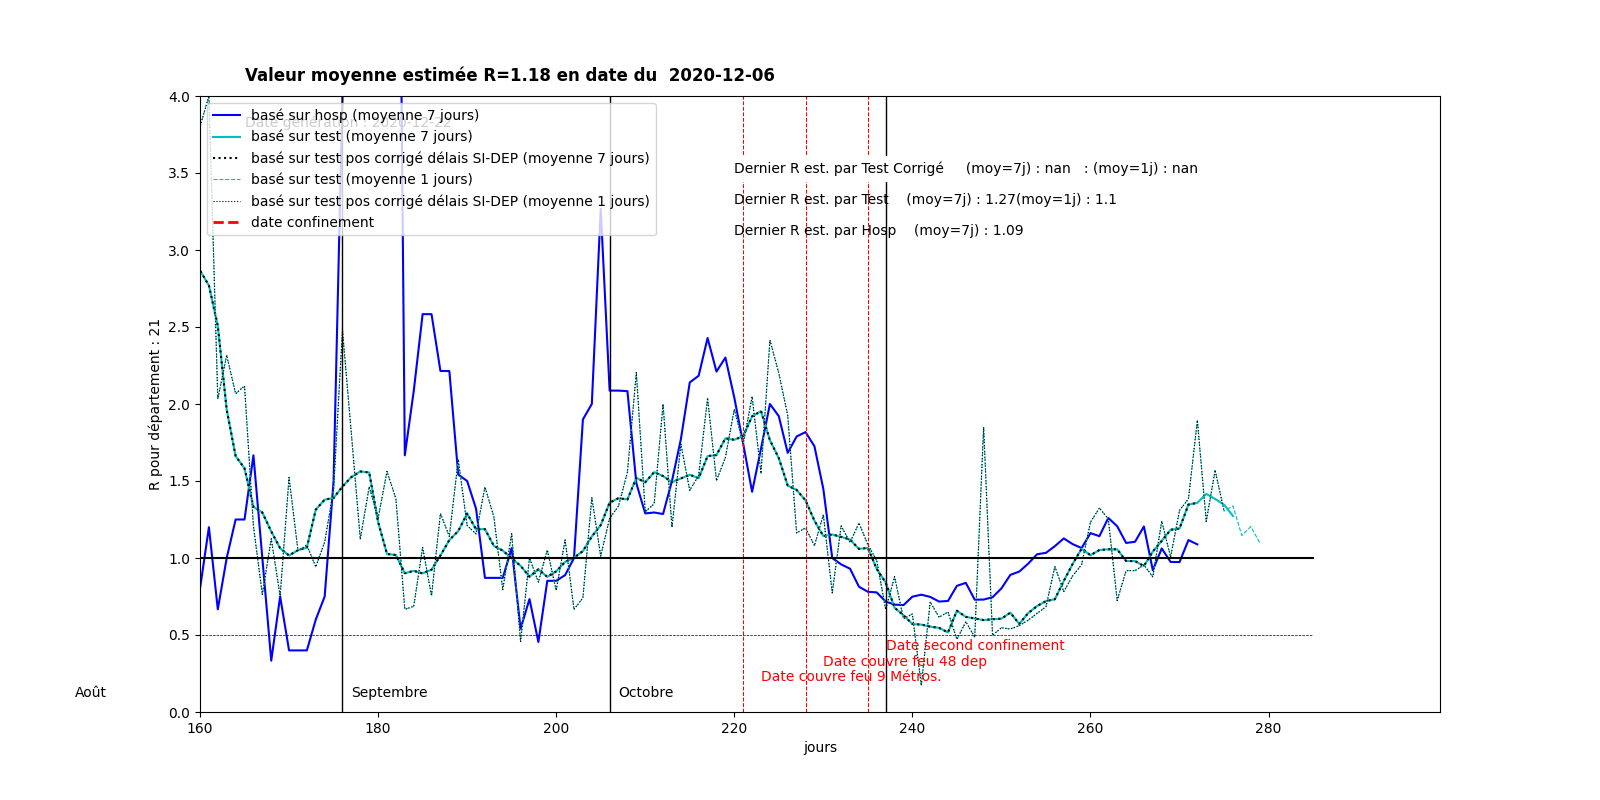 Valeur moyenne estimée R=1.18 en date du  2020-12-06
Date génération : 2020-12-22
basé sur hosp (moyenne 7 jours)
basé sur test (moyenne 7 jours)
basé sur test pos corrigé délais SI-DEP (moyenne 7 jours)
basé sur test (moyenne 1 jours)
basé sur test pos corrigé délais SI-DEP (moyenne 1 jours)
date confinement
Dernier R est. par Test Corrigé     (moy=7j) : nan   : (moy=1j) : nan
Dernier R est. par Test    (moy=7j) : 1.27(moy=1j) : 1.1
Dernier R est. par Hosp    (moy=7j) : 1.09
R pour département : 21
4.0
3.5
3.0
2.5
2.0
1.5
1.0
0.5
0.0
Date second confinement
Date couvre feu 48 dep
Date couvre feu 9 Métros.
Août
Septembre
Octobre
160 180 200 220 240 260 280
jours